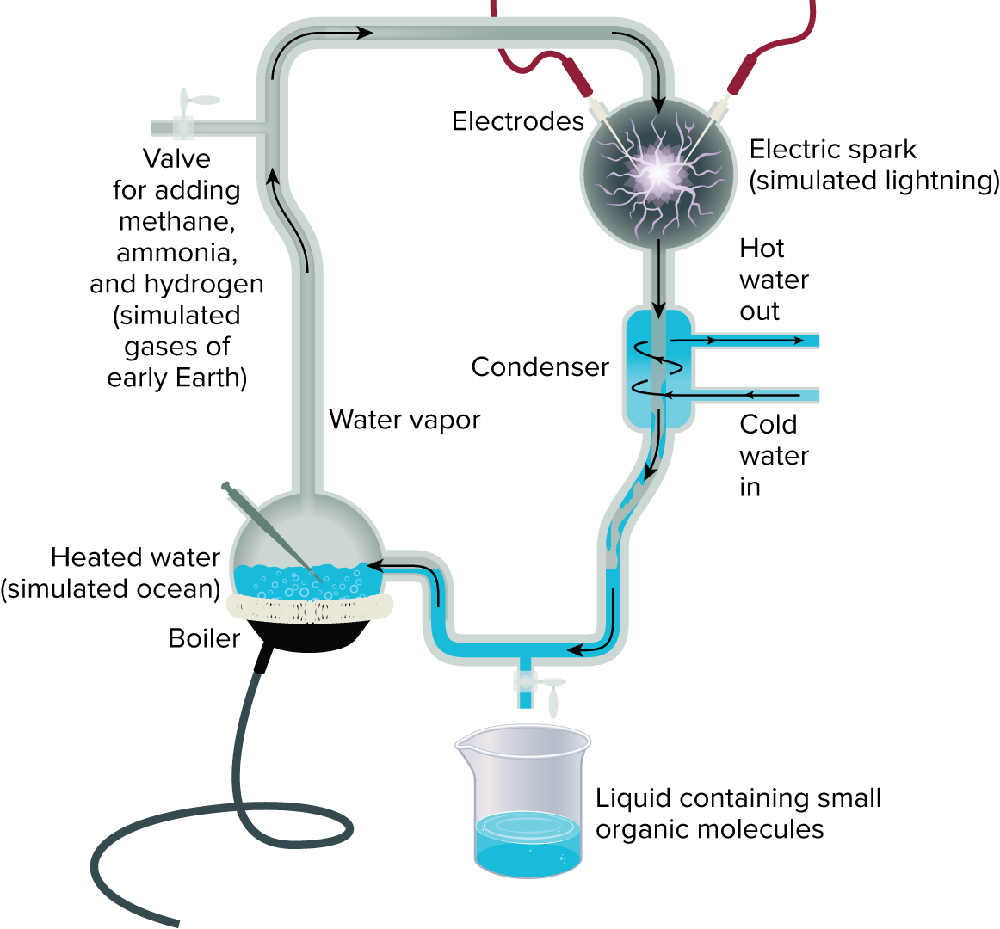 Electrodes
Electric spark
(simulated lightning)
Valve
for adding
methane,
ammonia,
and hydrogen
(simulated
gases of
early Earth)
Hot
water
out
Condenser
Water vapor
Cold
water
in
Heated water
(simulated ocean)
Boiler
Liquid containing small
organic molecules